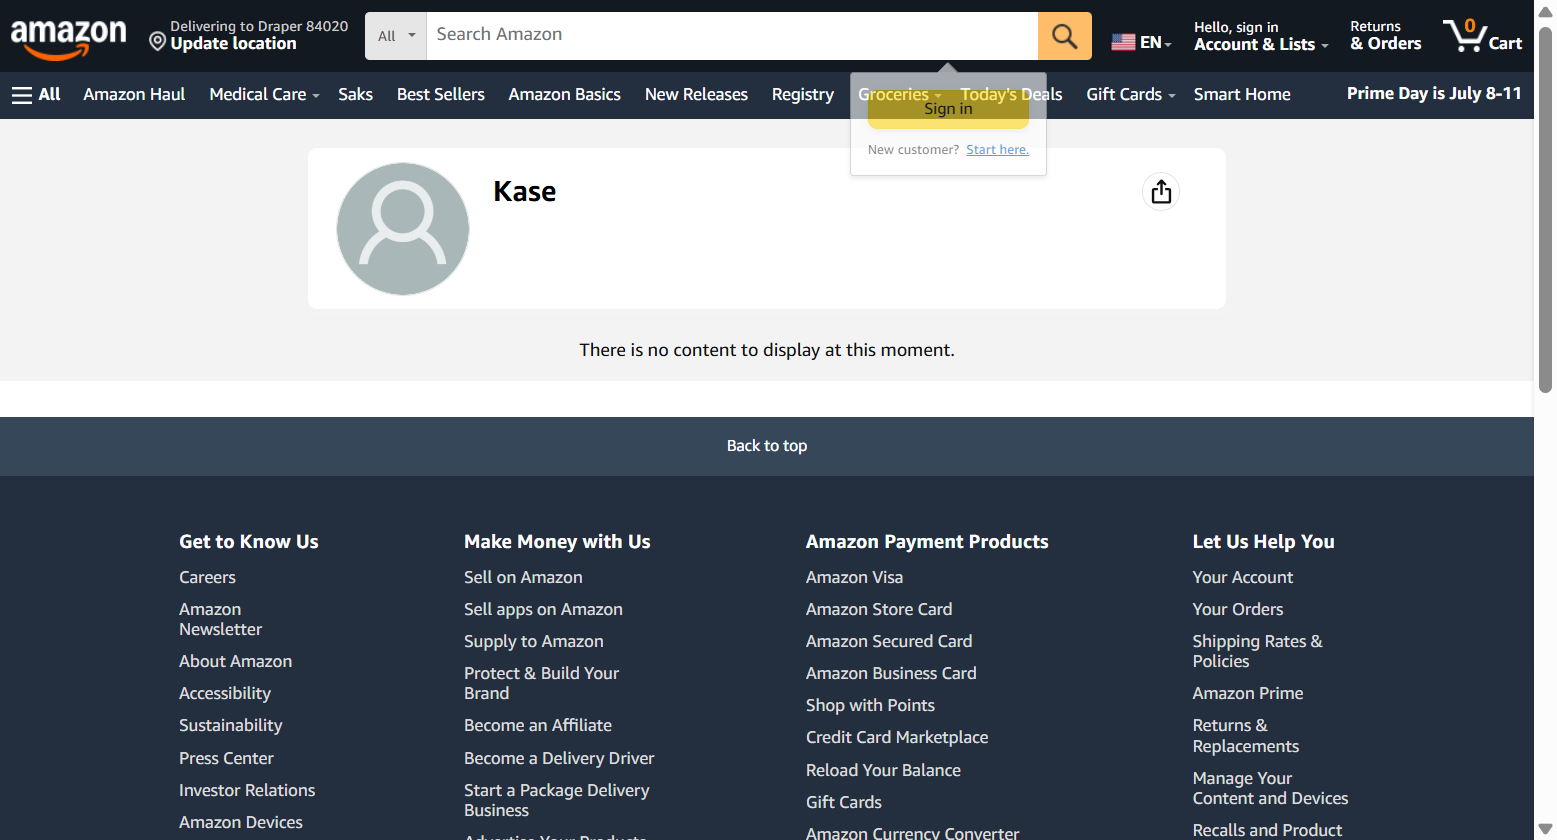 amazon
Delivering to Draper 84020
Update location
All
Search Amazon
EN
Hello, sign in
Account & Lists
Returns
& Orders
0
Cart
All
Amazon Haul
Medical Care
Saks
Best Sellers
Amazon Basics
New Releases
Registry
Groceries
Today's Deals
Gift Cards
Smart Home
Prime Day is July 8-11
Sign in
New customer? Start here.
Kase
There is no content to display at this moment.
Back to top
Get to Know Us
Careers
Amazon
Newsletter
About Amazon
Accessibility
Sustainability
Press Center
Investor Relations
Amazon Devices
Make Money with Us
Sell on Amazon
Sell apps on Amazon
Supply to Amazon
Protect & Build Your
Brand
Become an Affiliate
Become a Delivery Driver
Start a Package Delivery
Business
Advertise Your Products
Amazon Payment Products
Amazon Visa
Amazon Store Card
Amazon Secured Card
Amazon Business Card
Shop with Points
Credit Card Marketplace
Reload Your Balance
Gift Cards
Amazon Currency Converter
Let Us Help You
Your Account
Your Orders
Shipping Rates &
Policies
Amazon Prime
Returns &
Replacements
Manage Your
Content and Devices
Recalls and Product